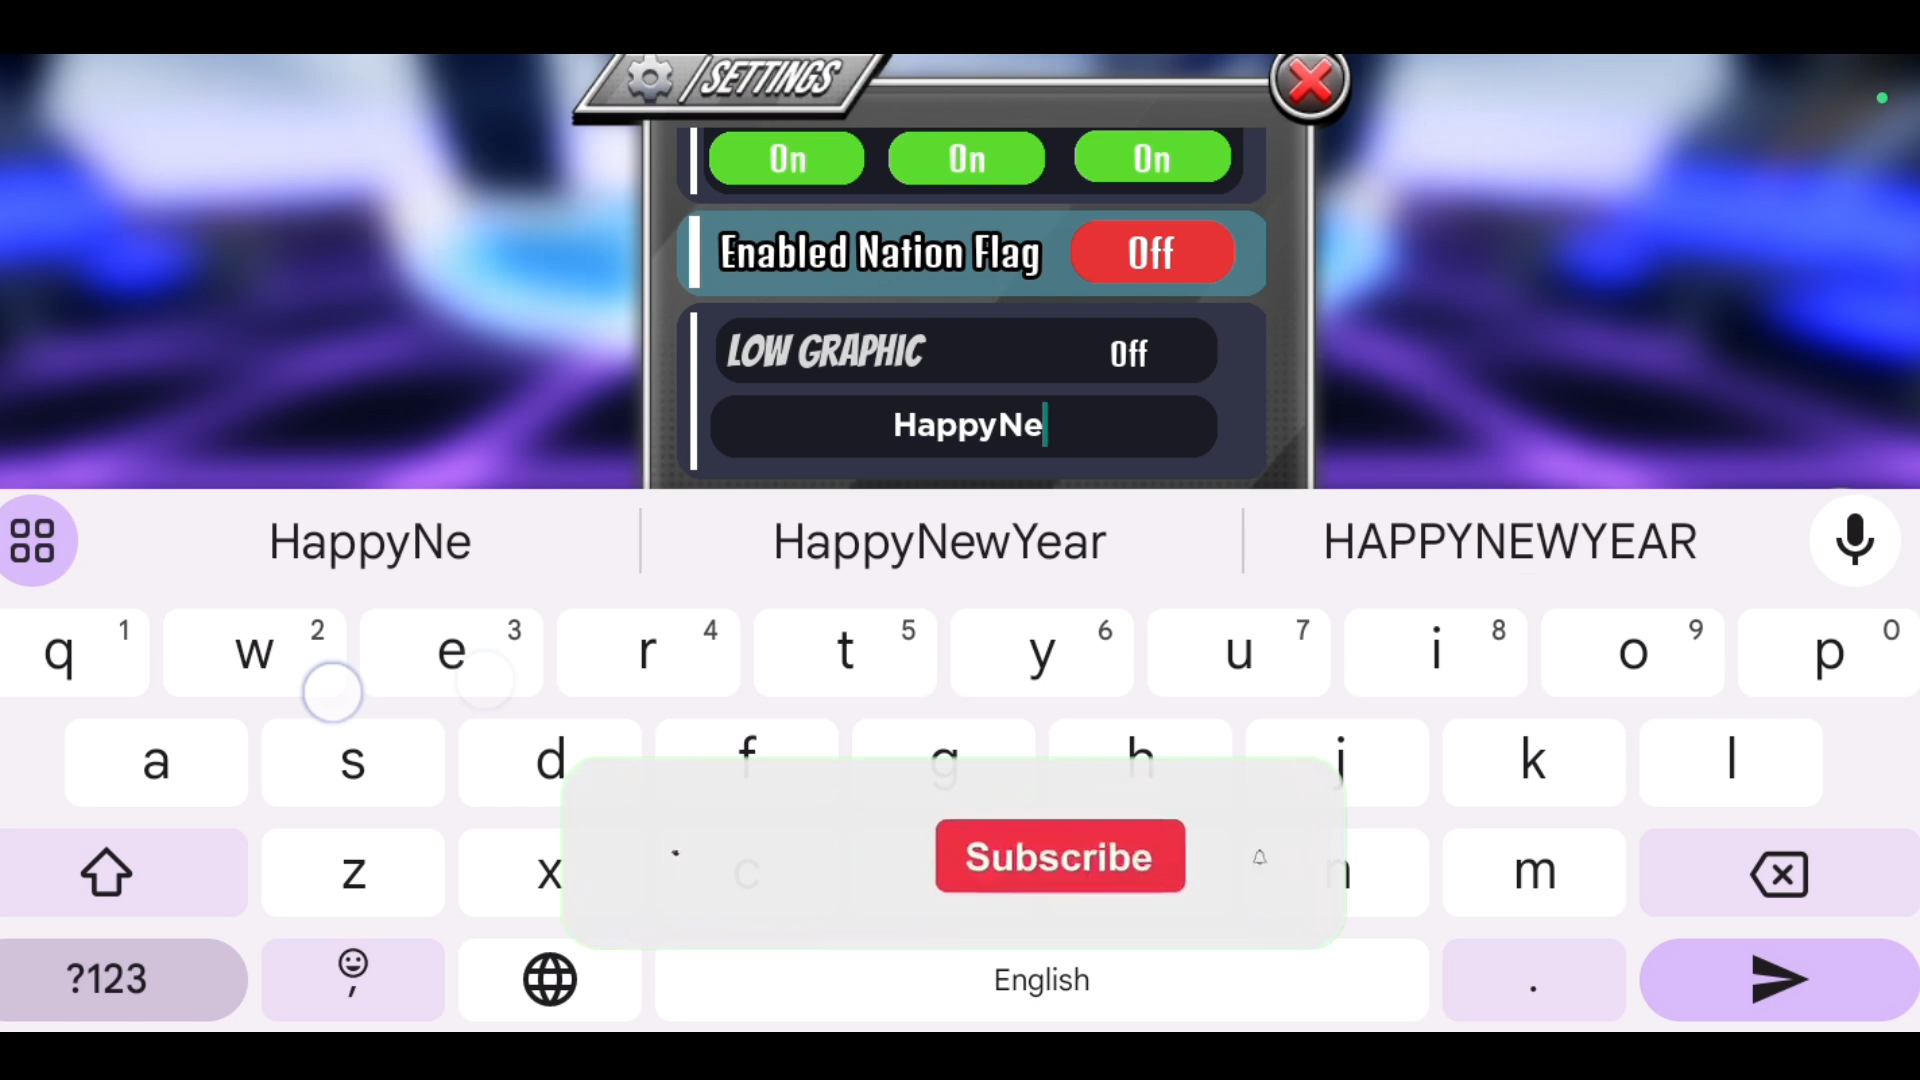 SETTINGS
On On On
Enabled Nation Flag Off
LOW GRAPHIC Off
HappyNe
HappyNe HappyNewYear HAPPYNEWYEAR
q 1 w 2 e 3 r 4 t 5 y 6 u 7 i 8 o 9 p 0
a s d f g h j k l
z x c n m
Subscribe
?123 , English .